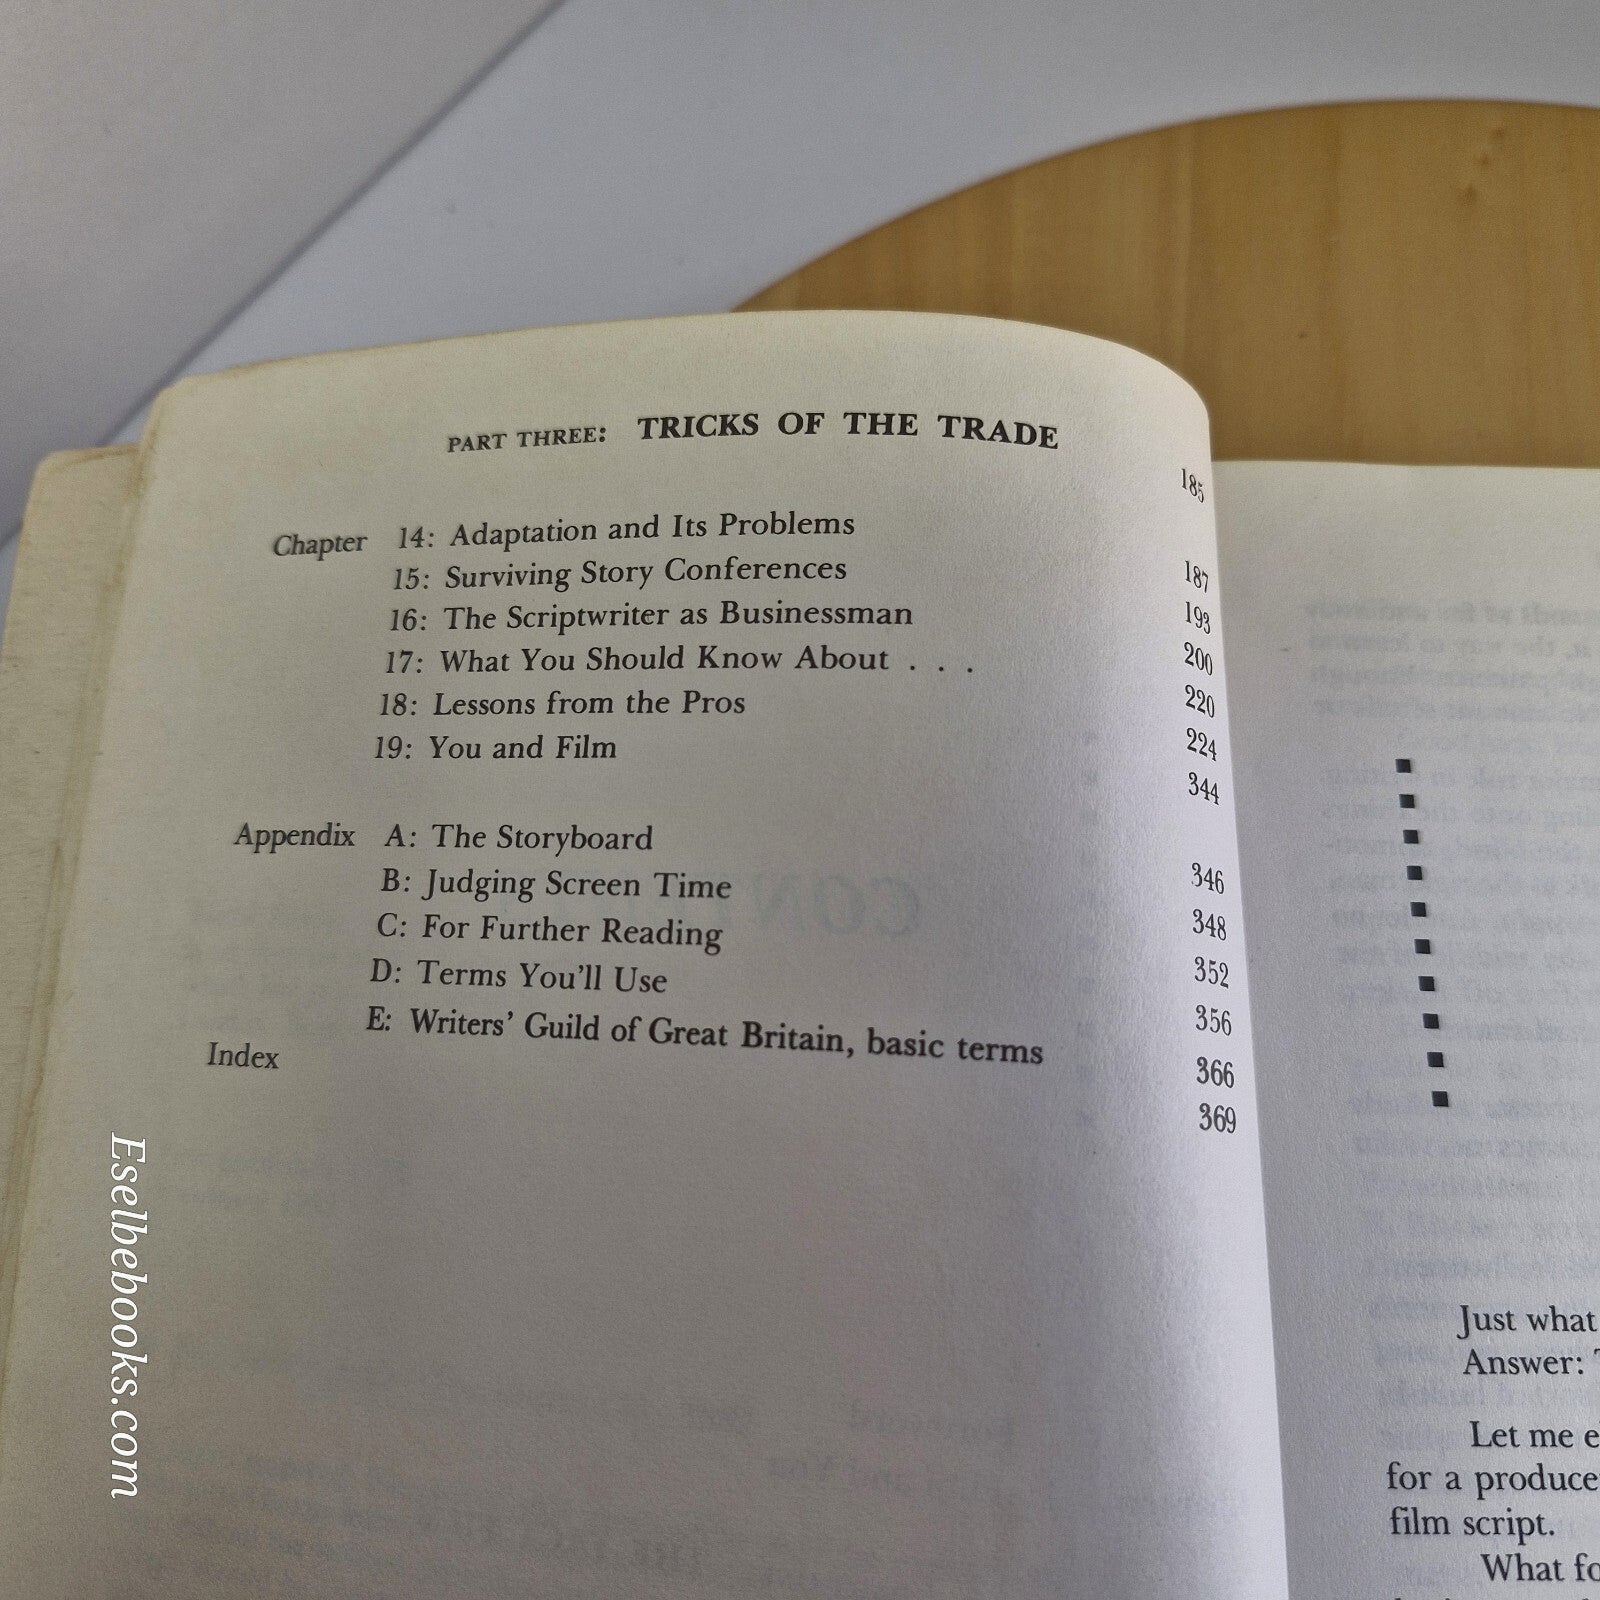 PART THREE: TRICKS OF THE TRADE 185
Chapter 14: Adaptation and Its Problems 187
15: Surviving Story Conferences 193
16: The Scriptwriter as Businessman 200
17: What You Should Know About . . . 220
18: Lessons from the Pros 224
19: You and Film 344
Appendix A: The Storyboard 346
B: Judging Screen Time 348
C: For Further Reading 352
D: Terms You'll Use 356
E: Writers' Guild of Great Britain, basic terms 366
Index 369
Eselbebooks.com
Just what
Answer:
Let me
for a
film script.
What